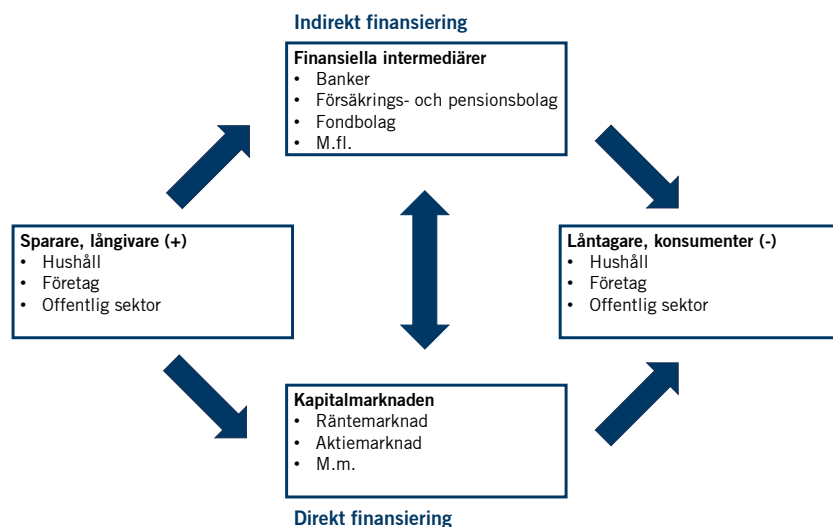 Indirekt finansiering
Finansiella intermediärer
• Banker
• Försäkrings- och pensionsbolag
• Fondbolag
• M.fl.
Sparare, långivare (+)
• Hushåll
• Företag
• Offentlig sektor
Låntagare, konsumenter (-)
• Hushåll
• Företag
• Offentlig sektor
Kapitalmarknaden
• Räntemarknad
• Aktiemarknad
• M.m.
Direkt finansiering